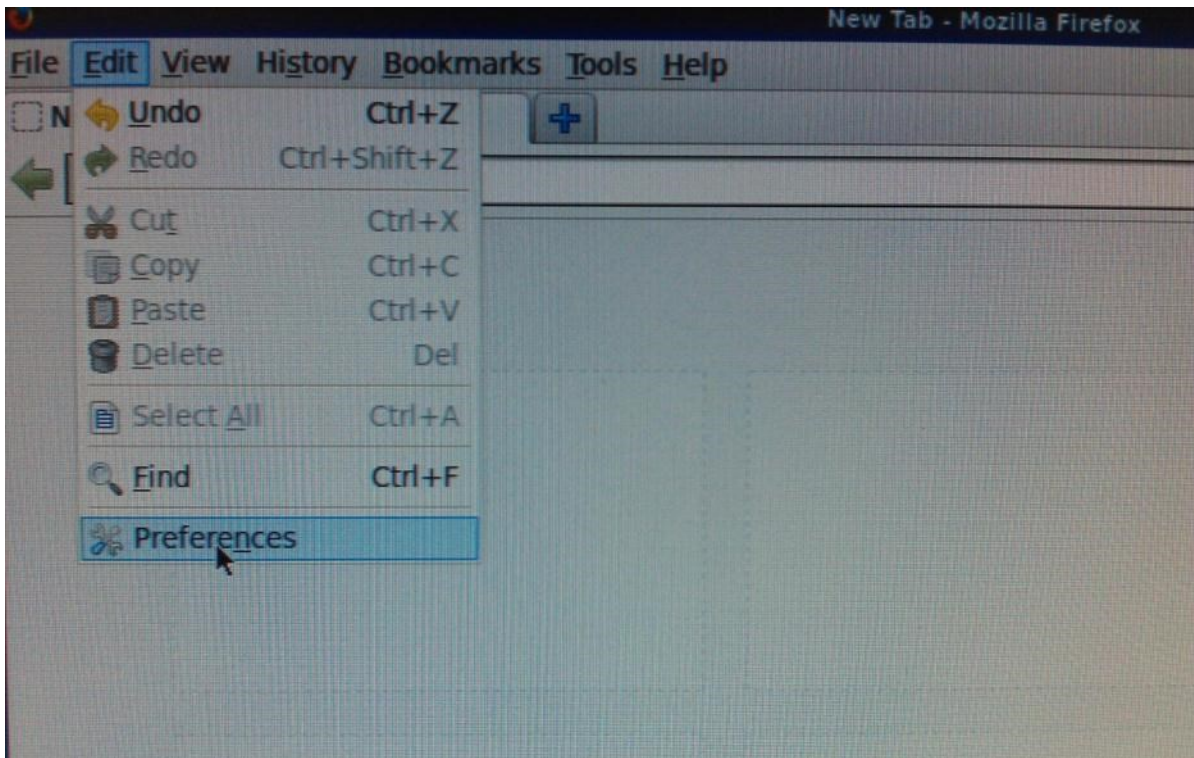 New Tab - Mozilla Firefox
File Edit View History Bookmarks Tools Help
N
Undo Ctrl+Z
Redo Ctrl+Shift+Z
Cut Ctrl+X
Copy Ctrl+C
Paste Ctrl+V
Delete Del
Select All Ctrl+A
Find Ctrl+F
Preferences